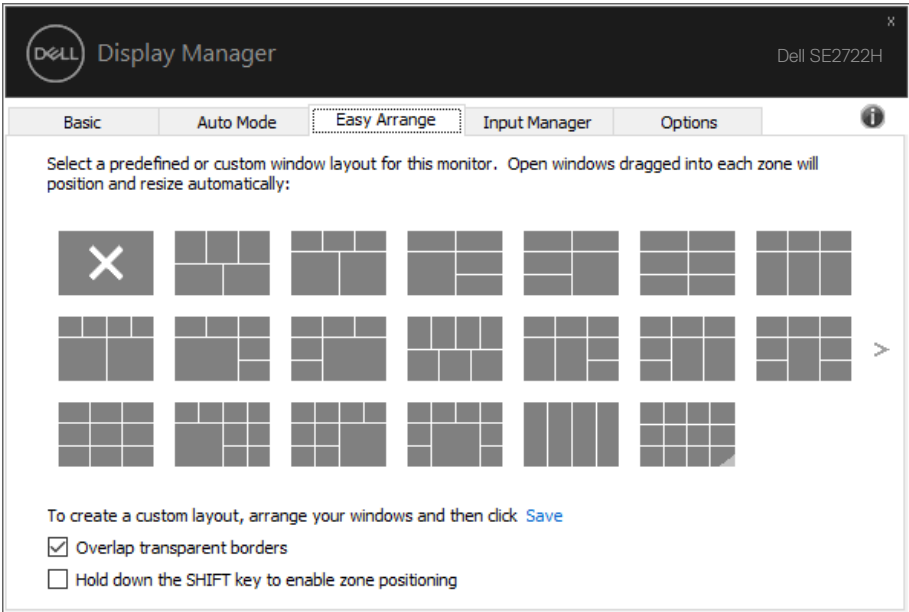 x
DELL Display Manager
Dell SE2722H
Basic Auto Mode Easy Arrange Input Manager Options
Select a predefined or custom window layout for this monitor. Open windows dragged into each zone will
position and resize automatically:
>
To create a custom layout, arrange your windows and then click Save
Overlap transparent borders
Hold down the SHIFT key to enable zone positioning